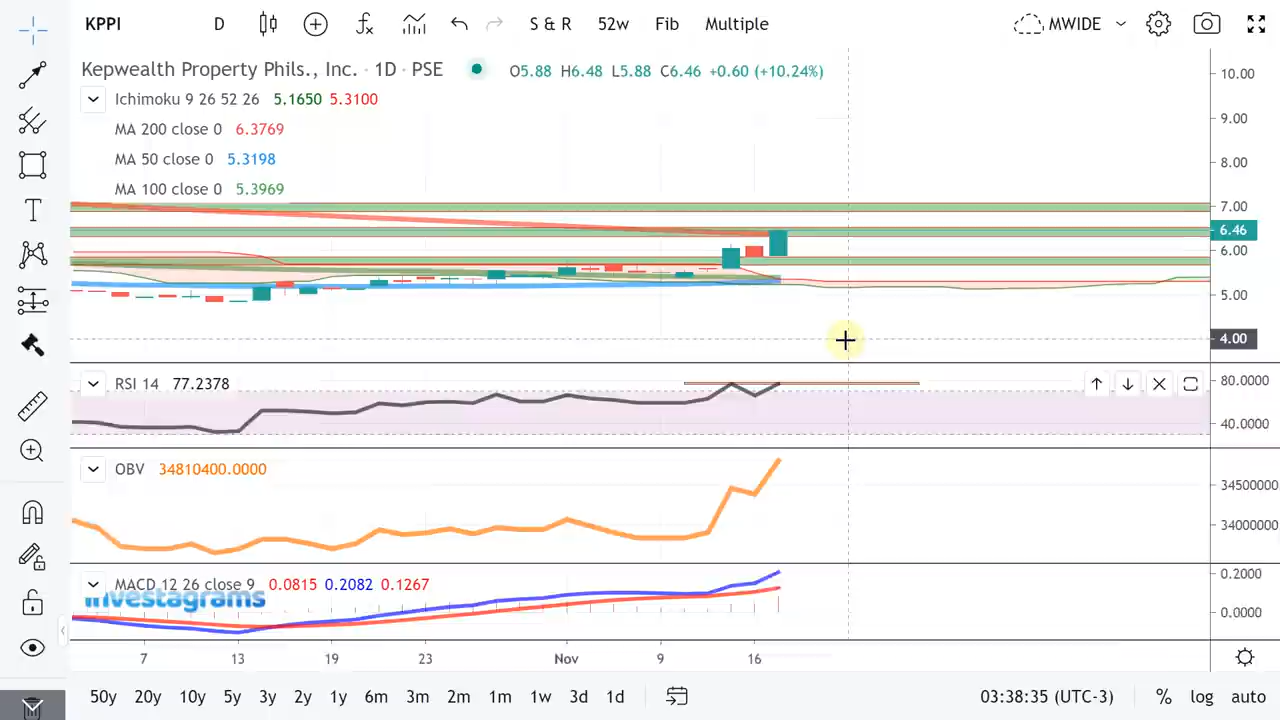 KPPI D S & R 52w Fib Multiple MWIDE
Kepwealth Property Phils., Inc. · 1D · PSE O5.88 H6.48 L5.88 C6.46 +0.60 (+10.24%)
Ichimoku 9 26 52 26 5.1650 5.3100
MA 200 close 0 6.3769
MA 50 close 0 5.3198
MA 100 close 0 5.3969
10.00
9.00
8.00
7.00
6.46
6.00
5.00
4.00
RSI 14 77.2378
80.0000
40.0000
OBV 34810400.0000
34500000
34000000
MACD 12 26 close 9 0.0815 0.2082 0.1267
investagrams
0.2000
0.0000
7 13 19 23 Nov 9 16
50y 20y 10y 5y 3y 2y 1y 6m 3m 2m 1m 1w 3d 1d 03:38:35 (UTC-3) % log auto